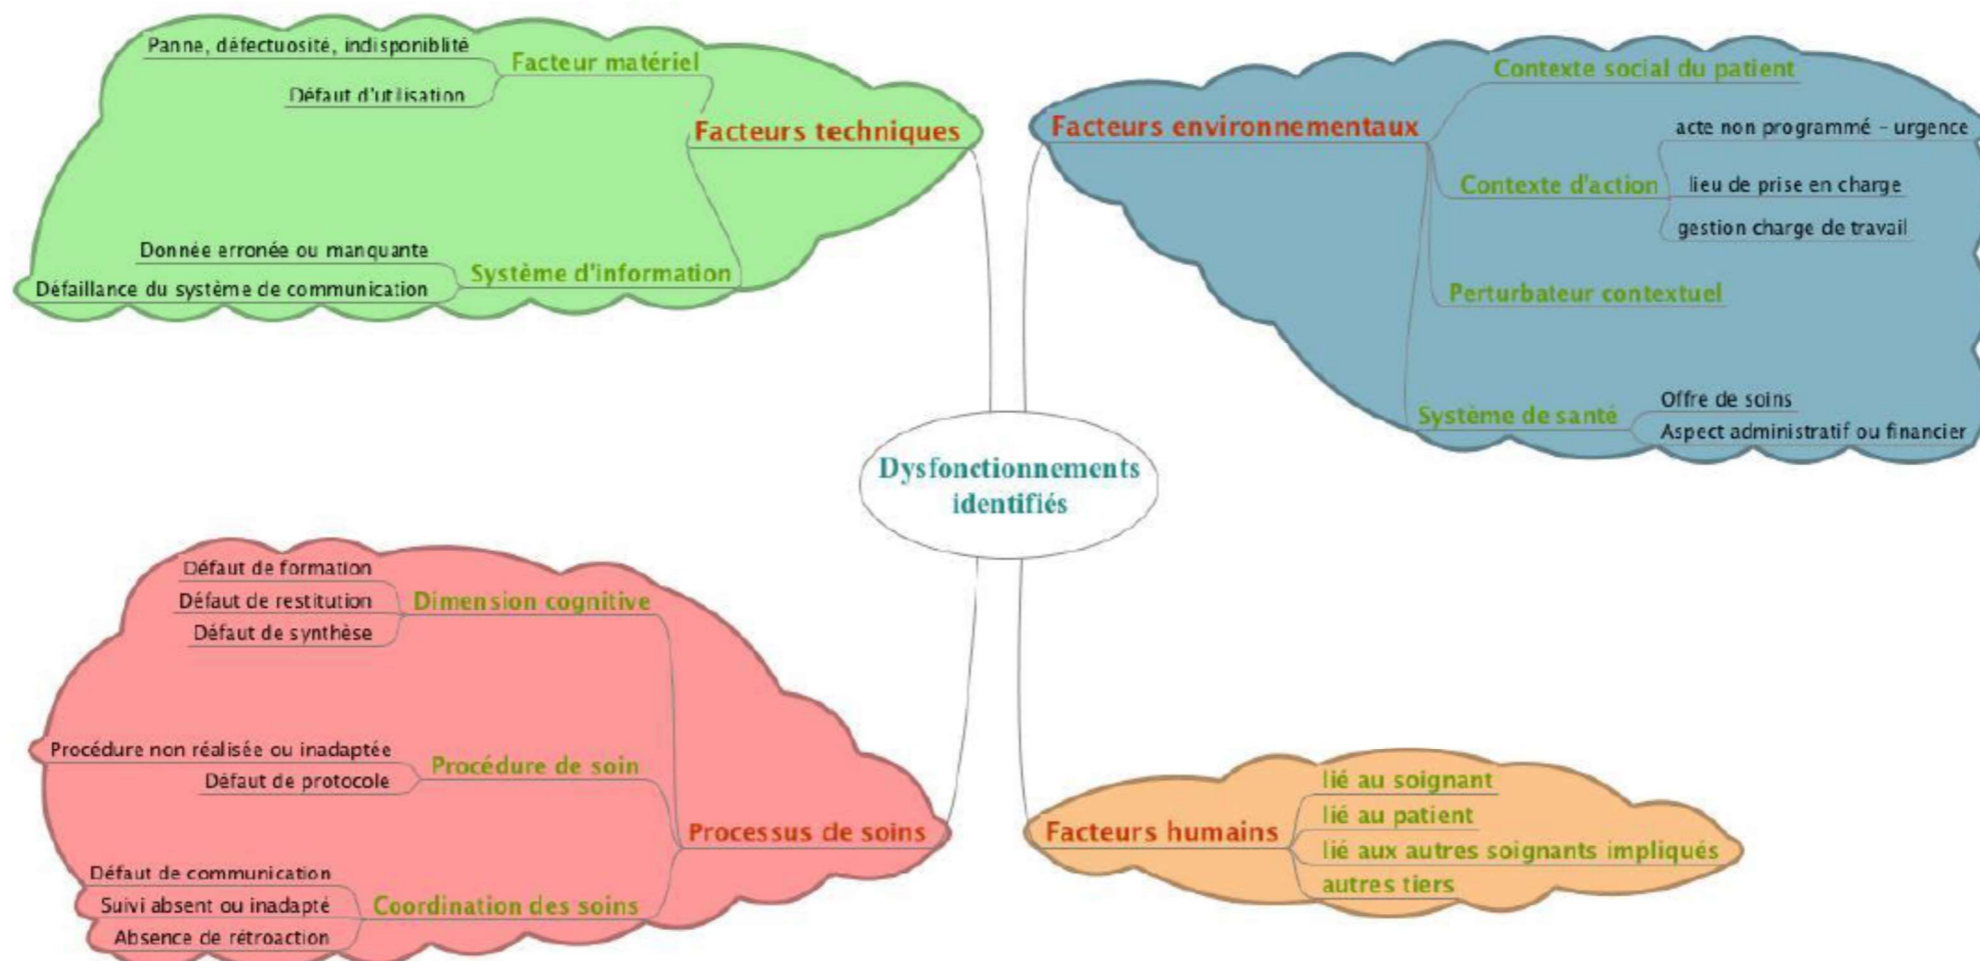 Panne, défectuosité, indisponiblité
Facteur matériel
Défaut d'utilisation
Facteurs techniques
Donnée erronée ou manquante
Système d'information
Défaillance du système de communication
Contexte social du patient
Facteurs environnementaux
acte non programmé - urgence
Contexte d'action
lieu de prise en charge
gestion charge de travail
Perturbateur contextuel
Offre de soins
Système de santé
Aspect administratif ou financier
Dysfonctionnements
identifiés
Défaut de formation
Défaut de restitution
Dimension cognitive
Défaut de synthèse
Procédure non réalisée ou inadaptée
Procédure de soin
Défaut de protocole
Processus de soins
Défaut de communication
Suivi absent ou inadapté
Coordination des soins
Absence de rétroaction
lié au soignant
lié au patient
Facteurs humains
lié aux autres soignants impliqués
autres tiers